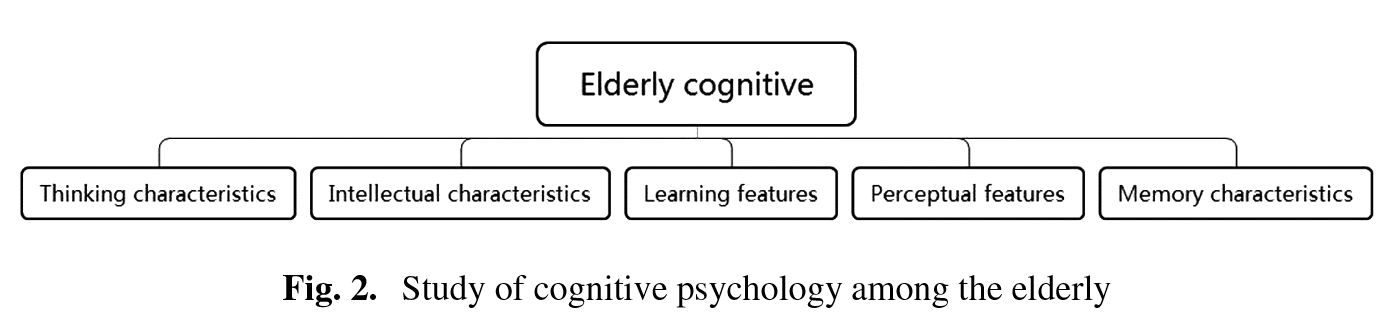 Elderly cognitive
Thinking characteristics
Intellectual characteristics
Learning features
Perceptual features
Memory characteristics
Fig. 2. Study of cognitive psychology among the elderly